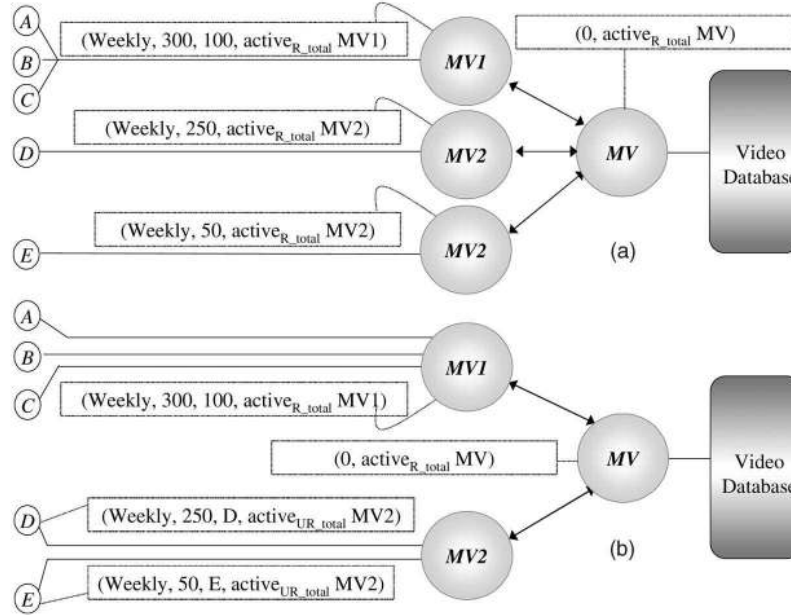 A
(Weekly, 300, 100, activeR_total MV1)
MV1
(0, activeR_total MV)
B
C
(Weekly, 250, activeR_total MV2)
D
MV2
MV
Video
Database
(Weekly, 50, activeR_total MV2)
E
MV2
(a)
A
B
MV1
C
(Weekly, 300, 100, activeR_total MV1)
(0, activeR_total MV)
MV
Video
Database
D
(Weekly, 250, D, activeUR_total MV2)
MV2
(b)
E
(Weekly, 50, E, activeUR_total MV2)